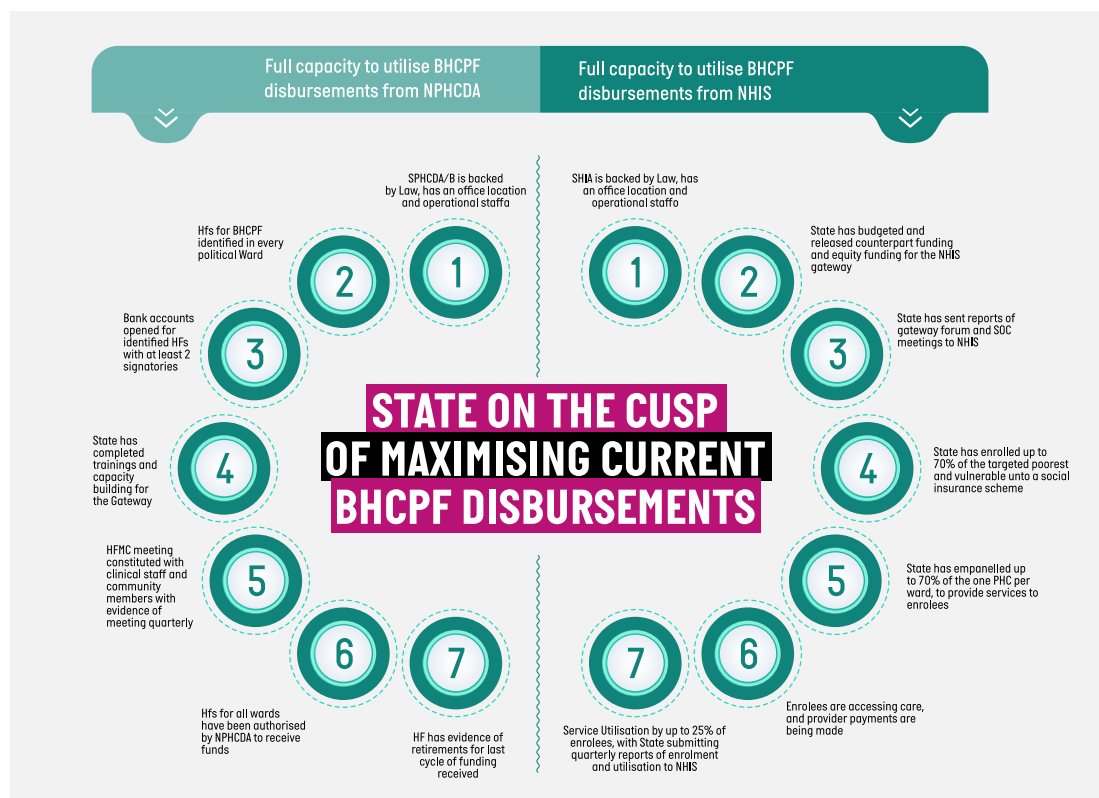 Full capacity to utilise BHCPF
disbursements from NPHCDA
Full capacity to utilise BHCPF
disbursements from NHIS
SPHCDA/B is backed
by Law, has an office location
and operational staffa
1
Hfs for BHCPF
identified in every
political Ward
2
Bank accounts
opened for
identified HFs
with at least 2
signatories
3
State has
completed
trainings and
capacity
building for
the Gateway
4
HFMC meeting
constituted with
clinical staff and
community
members with
evidence of
meeting quarterly
5
Hfs for all wards
have been authorised
by NPHCDA to receive
funds
6
HF has evidence of
retirements for last
cycle of funding
received
7
STATE ON THE CUSP
OF MAXIMISING CURRENT
BHCPF DISBURSEMENTS
SHIA is backed by Law, has
an office location and
operational staffo
1
State has budgeted and
released counterpart funding
and equity funding for the NHIS
gateway
2
State has sent reports of
gateway forum and SOC
meetings to NHIS
3
State has enrolled up to
70% of the targeted poorest
and vulnerable unto a social
insurance scheme
4
State has empanelled up
to 70% of the one PHC per
ward, to provide services to
enrolees
5
Enrolees are accessing care,
and provider payments are
being made
6
Service Utilisation by up to 25% of
enrolees, with State submitting
quarterly reports of enrolment
and utilisation to NHIS
7